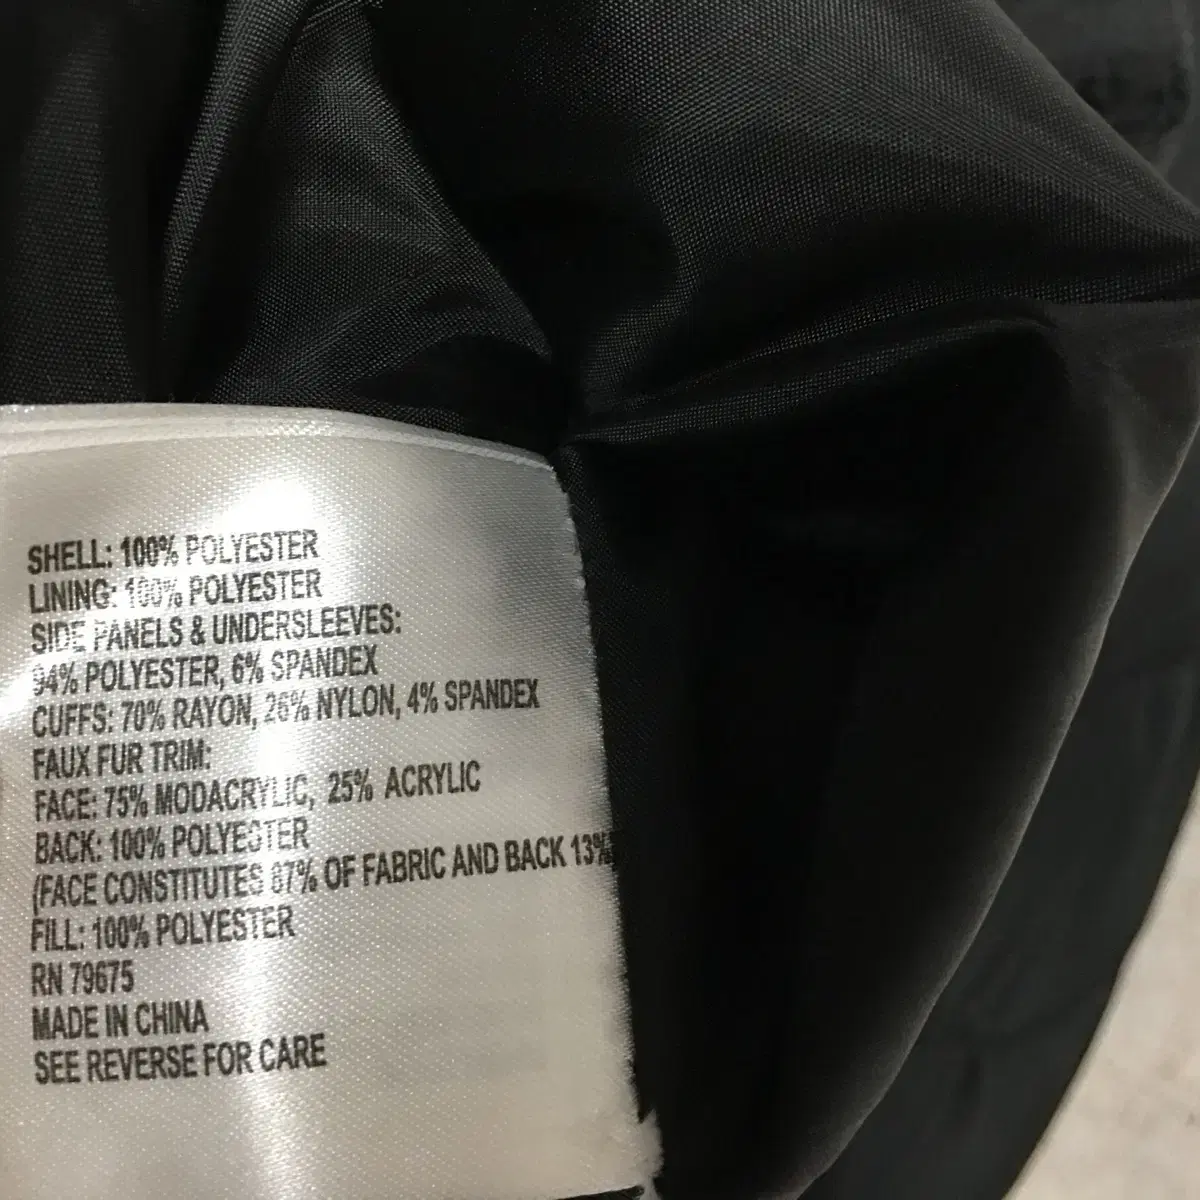 SHELL: 100% POLYESTER
LINING: 100% POLYESTER
SIDE PANELS & UNDERSLEEVES:
94% POLYESTER, 6% SPANDEX
CUFFS: 70% RAYON, 26% NYLON, 4% SPANDEX
FAUX FUR TRIM:
FACE: 75% MODACRYLIC, 25% ACRYLIC
BACK: 100% POLYESTER
(FACE CONSTITUTES 87% OF FABRIC AND BACK 13%
FILL: 100% POLYESTER
RN 79675
MADE IN CHINA
SEE REVERSE FOR CARE